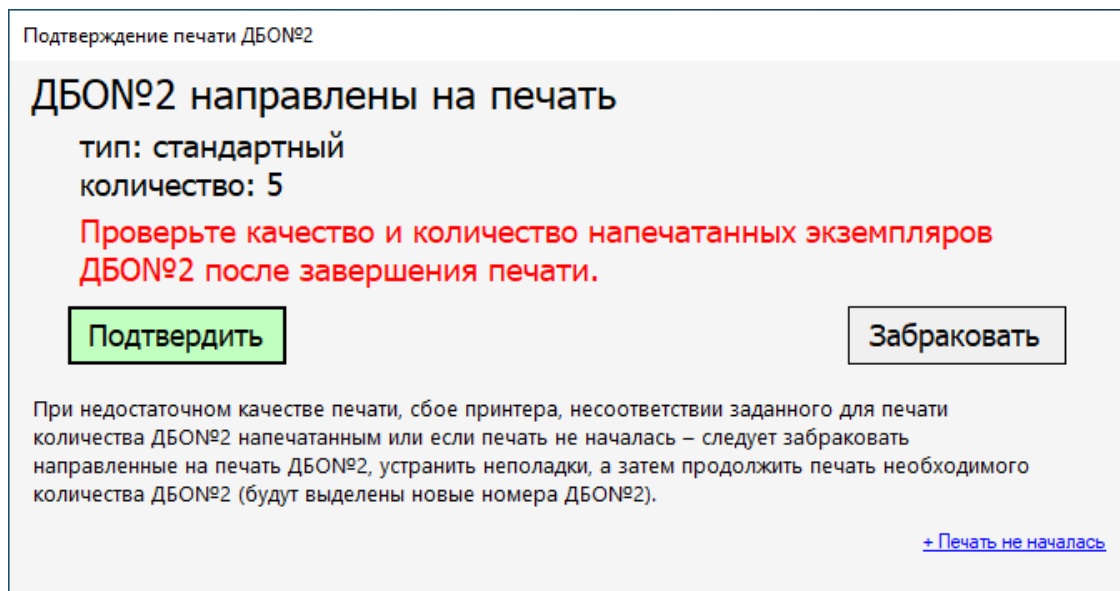 Подтверждение печати ДБО№2
ДБО№2 направлены на печать
тип: стандартный
количество: 5
Проверьте качество и количество напечатанных экземпляров
ДБО№2 после завершения печати.
Подтвердить
Забраковать
При недостаточном качестве печати, сбое принтера, несоответствии заданного для печати
количества ДБО№2 напечатанным или если печать не началась – следует забраковать
направленные на печать ДБО№2, устранить неполадки, а затем продолжить печать необходимого
количества ДБО№2 (будут выделены новые номера ДБО№2).
+ Печать не началась